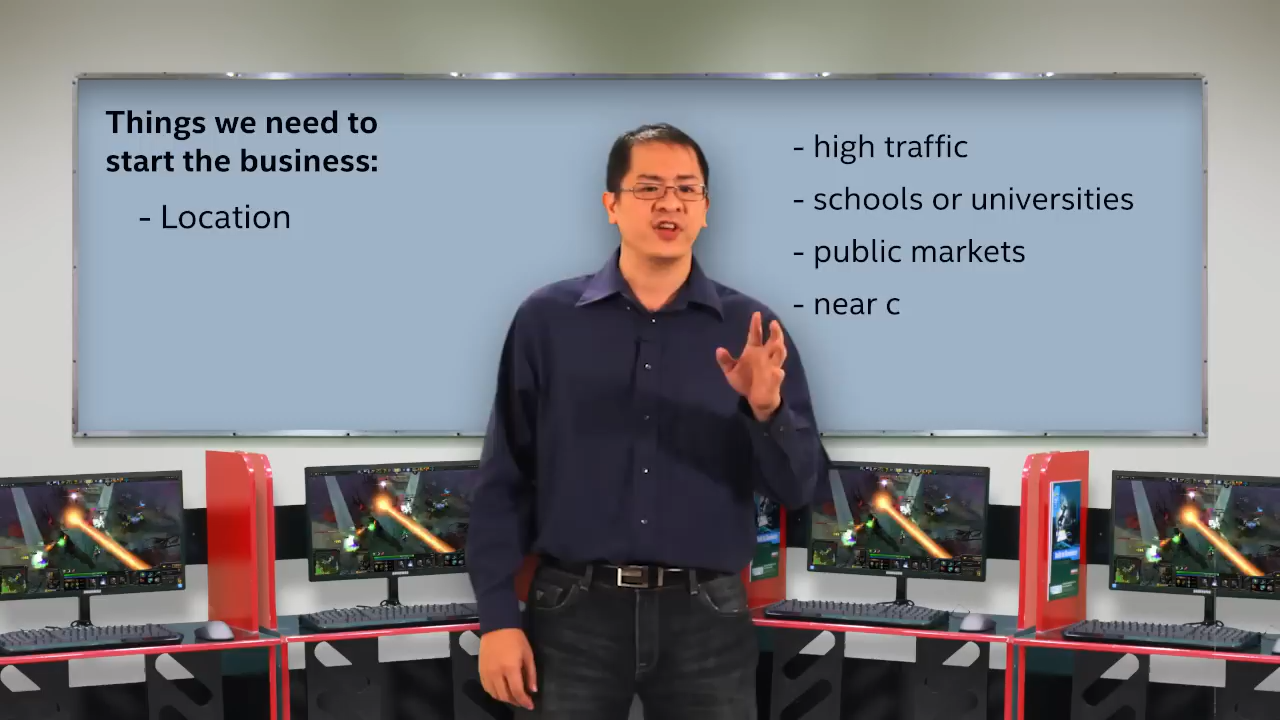 Things we need to
start the business:
- Location
- high traffic
- schools or universities
- public markets
- near c